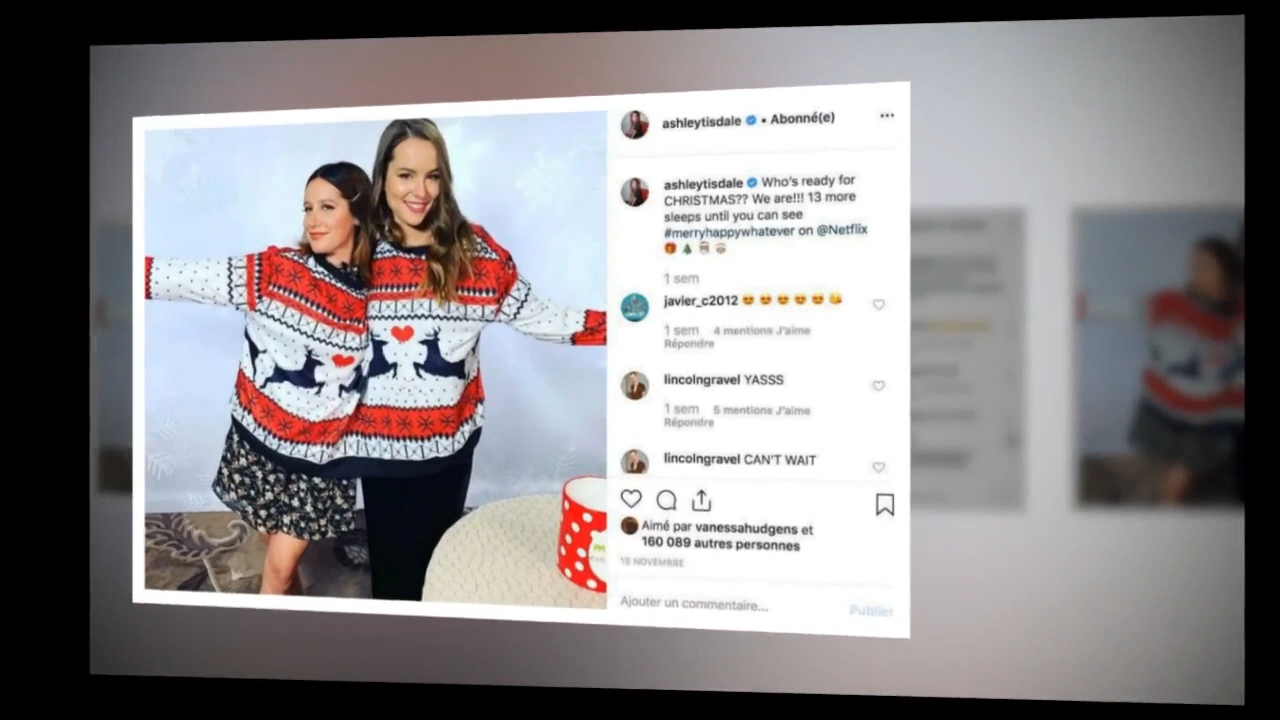 ashleytisdale • Abonné(e)
ashleytisdale Who's ready for
CHRISTMAS?? We are!!! 13 more
sleeps until you can see
#merryhappywhatever on @Netflix
🎁 🎄 🎅 🤶
1 sem
javier_c2012 😍 😍 😍 😍 😍 😘
1 sem 4 mentions J'aime
Répondre
lincolngravel YASSS
1 sem 5 mentions J'aime
Répondre
lincolngravel CAN'T WAIT
Aimé par vanessahudgens et
160 089 autres personnes
15 NOVEMBRE
Ajouter un commentaire...
Publier